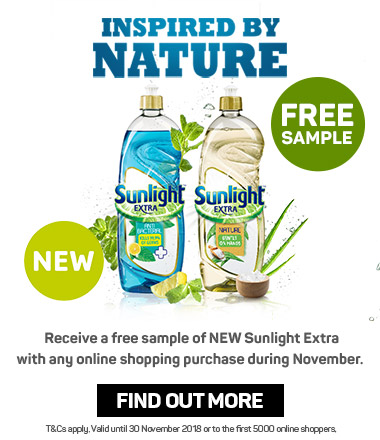 INSPIRED BY
NATURE
FREE
SAMPLE
Sunlight
EXTRA
ANTI
BACTERIAL
Sunlight
EXTRA
NATURE
NEW
Receive a free sample of NEW Sunlight Extra
with any online shopping purchase during November.
FIND OUT MORE
T&Cs apply. Valid until 30 November 2018 or to the first 5000 online shoppers.